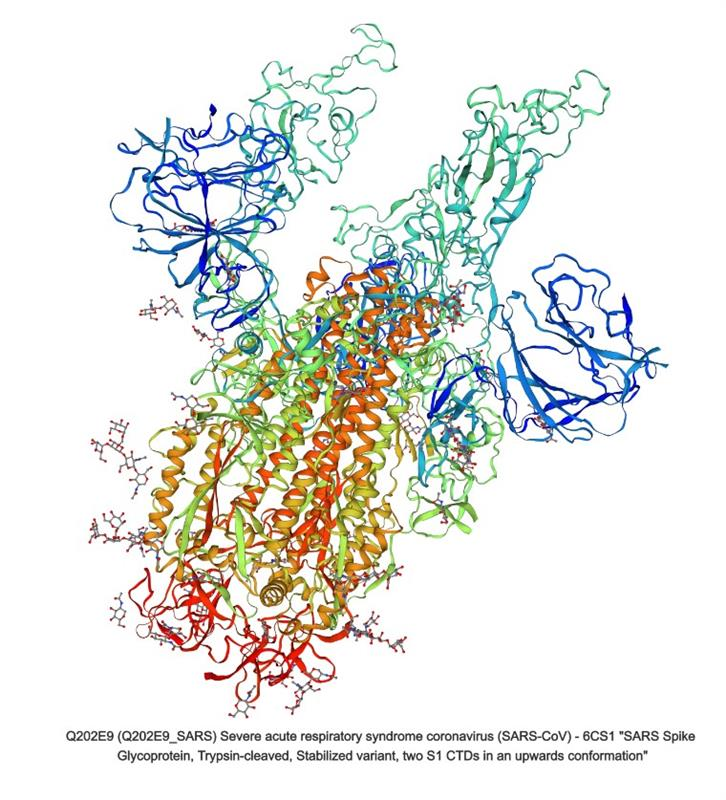 Q202E9 (Q202E9_SARS) Severe acute respiratory syndrome coronavirus (SARS-CoV) - 6CS1 "SARS Spike
Glycoprotein, Trypsin-cleaved, Stabilized variant, two S1 CTDs in an upwards conformation"